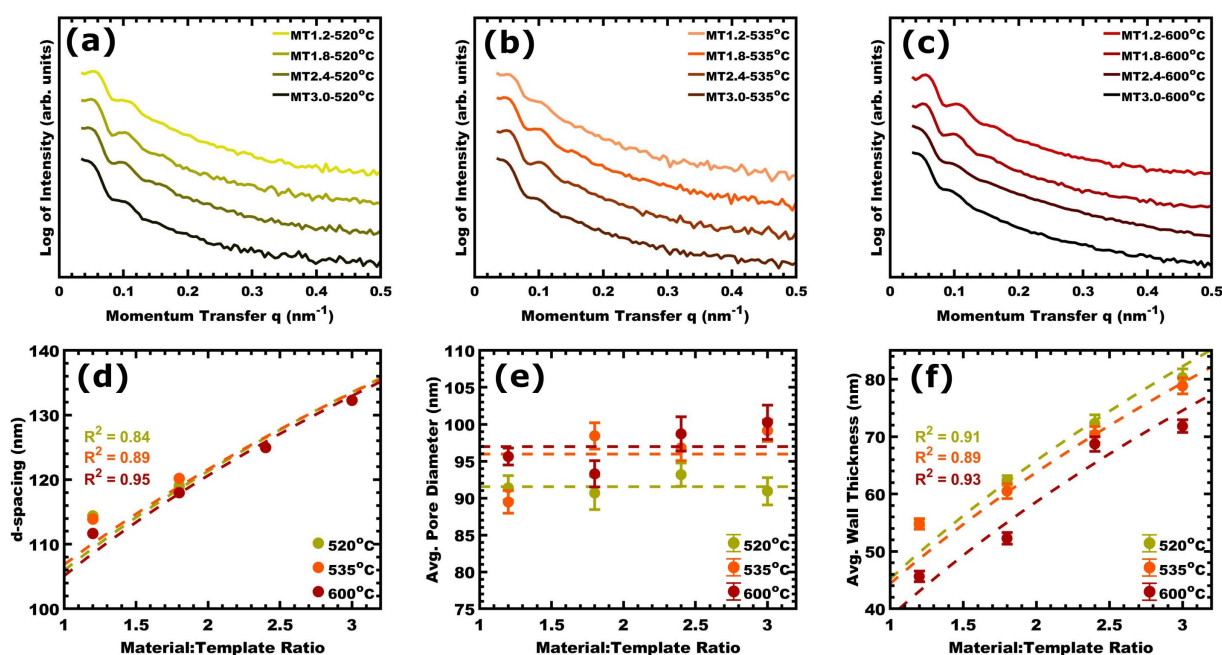 (a)
MT1.2-520°C
MT1.8-520°C
MT2.4-520°C
MT3.0-520°C
Log of Intensity (arb. units)
0 0.1 0.2 0.3 0.4 0.5
Momentum Transfer q (nm⁻¹)
(b)
MT1.2-535°C
MT1.8-535°C
MT2.4-535°C
MT3.0-535°C
Log of Intensity (arb. units)
0 0.1 0.2 0.3 0.4 0.5
Momentum Transfer q (nm⁻¹)
(c)
MT1.2-600°C
MT1.8-600°C
MT2.4-600°C
MT3.0-600°C
Log of Intensity (arb. units)
0 0.1 0.2 0.3 0.4 0.5
Momentum Transfer q (nm⁻¹)
(d)
140
130
120
110
100
d-spacing (nm)
R² = 0.84
R² = 0.89
R² = 0.95
520°C
535°C
600°C
1 1.5 2 2.5 3
Material:Template Ratio
(e)
110
105
100
95
90
85
80
75
Avg. Pore Diameter (nm)
520°C
535°C
600°C
1 1.5 2 2.5 3
Material:Template Ratio
(f)
80
70
60
50
40
Avg. Wall Thickness (nm)
R² = 0.91
R² = 0.89
R² = 0.93
520°C
535°C
600°C
1 1.5 2 2.5 3
Material:Template Ratio